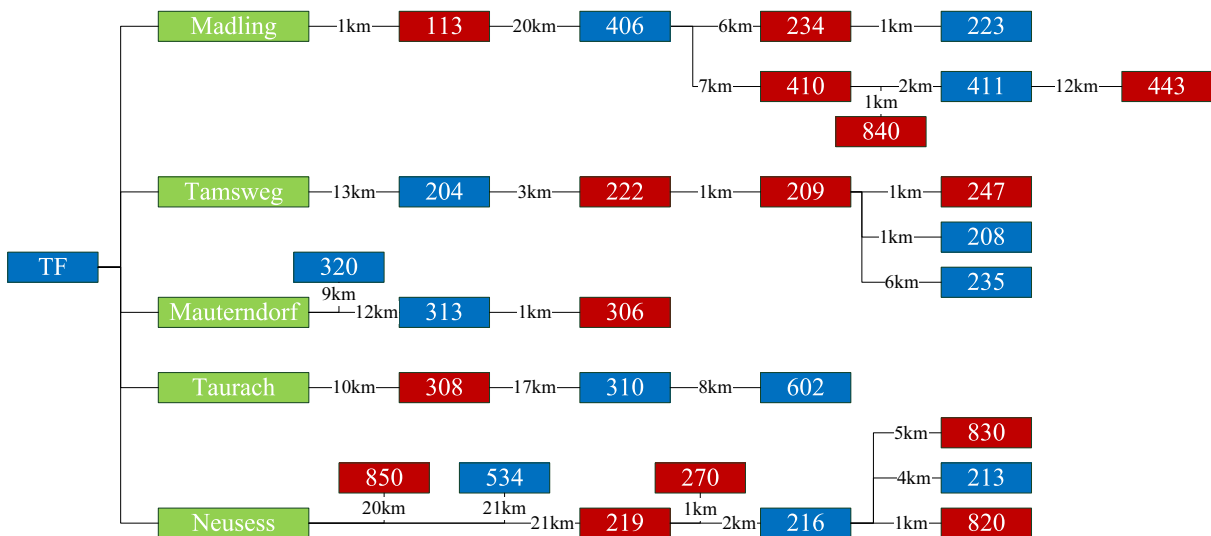 Madling 1km 113 20km 406 6km 234 1km 223
7km 410 2km 411 12km 443
1km
840
Tamsweg 13km 204 3km 222 1km 209 1km 247
1km 208
TF 320
6km 235
9km
Mauterndorf 12km 313 1km 306
Taurach 10km 308 17km 310 8km 602
5km 830
850 534 270 4km 213
20km 21km 1km
Neusess 21km 219 2km 216 1km 820